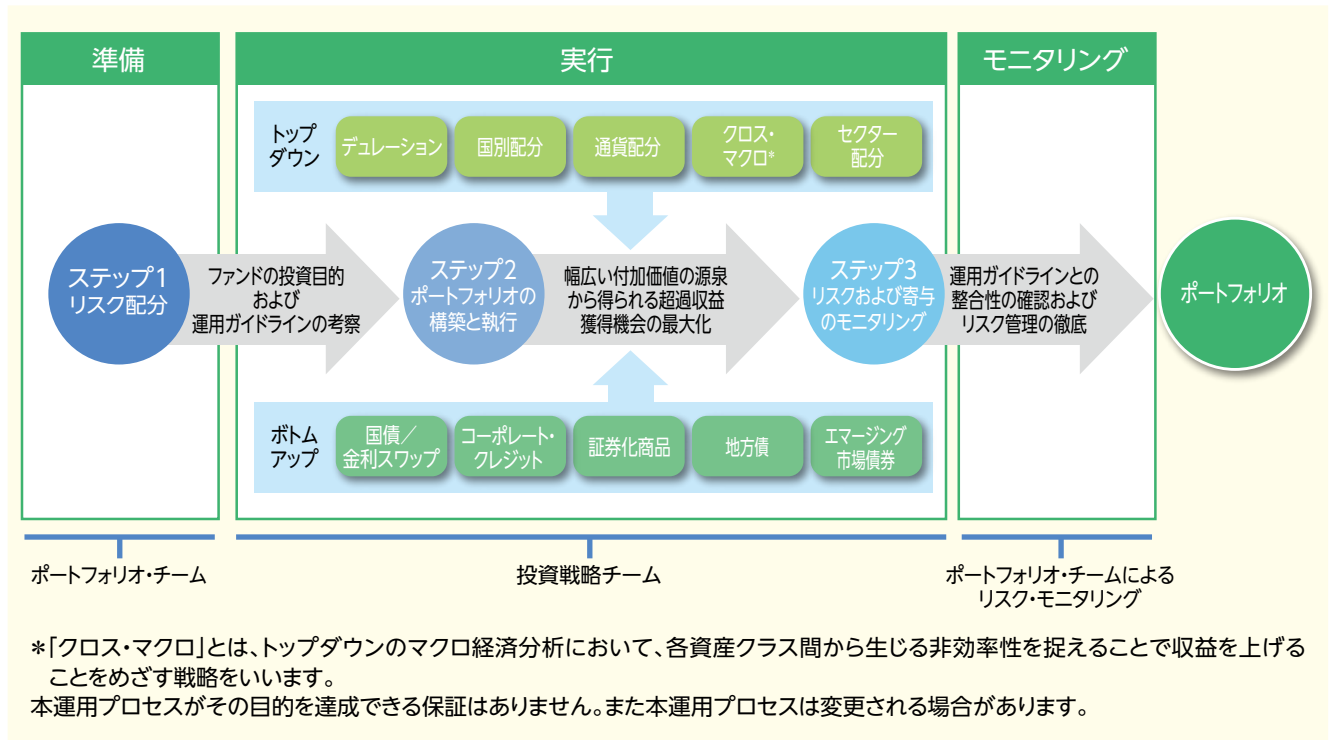 準備
実行
モニタリング
トップ
ダウン
デュレーション
国別配分
通貨配分
クロス・
マクロ*
セクター
配分
ステップ1
リスク配分
ファンドの投資目的
および
運用ガイドラインの考察
ステップ2
ポートフォリオの
構築と執行
幅広い付加価値の源泉
から得られる超過収益
獲得機会の最大化
ステップ3
リスクおよび寄与
のモニタリング
運用ガイドラインとの
整合性の確認および
リスク管理の徹底
ポートフォリオ
ボトム
アップ
国債／
金利スワップ
コーポレート・
クレジット
証券化商品
地方債
エマージング
市場債券
ポートフォリオ・チーム
投資戦略チーム
ポートフォリオ・チームによる
リスク・モニタリング
*「クロス・マクロ」とは、トップダウンのマクロ経済分析において、各資産クラス間から生じる非効率性を捉えることで収益を上げる
ことをめざす戦略をいいます。
本運用プロセスがその目的を達成できる保証はありません。また本運用プロセスは変更される場合があります。